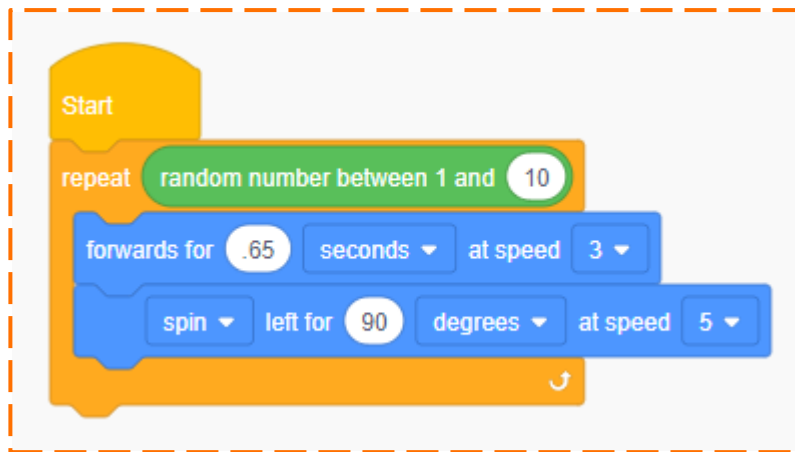 Start
repeat random number between 1 and 10
forwards for .65 seconds at speed 3
spin left for 90 degrees at speed 5